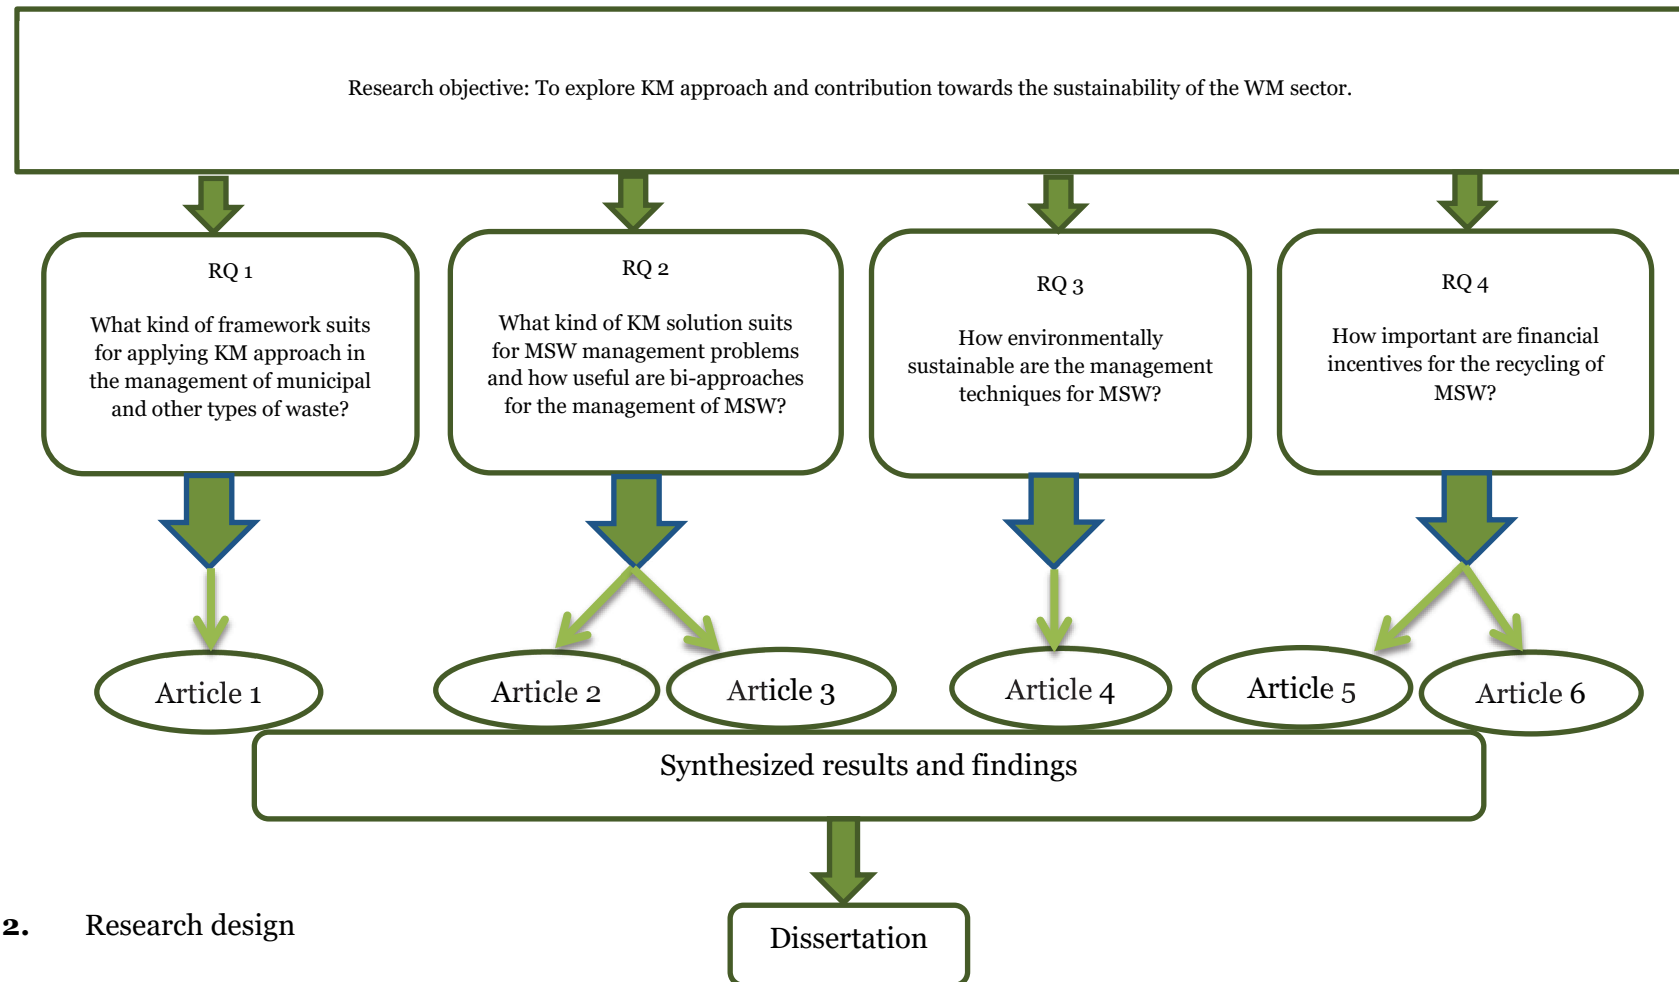 Research objective: To explore KM approach and contribution towards the sustainability of the WM sector.
RQ 1
What kind of framework suits
for applying KM approach in
the management of municipal
and other types of waste?
RQ 2
What kind of KM solution suits
for MSW management problems
and how useful are bi-approaches
for the management of MSW?
RQ 3
How environmentally
sustainable are the management
techniques for MSW?
RQ 4
How important are financial
incentives for the recycling of
MSW?
Article 1
Article 2
Article 3
Article 4
Article 5
Article 6
Synthesized results and findings
Dissertation
2. Research design